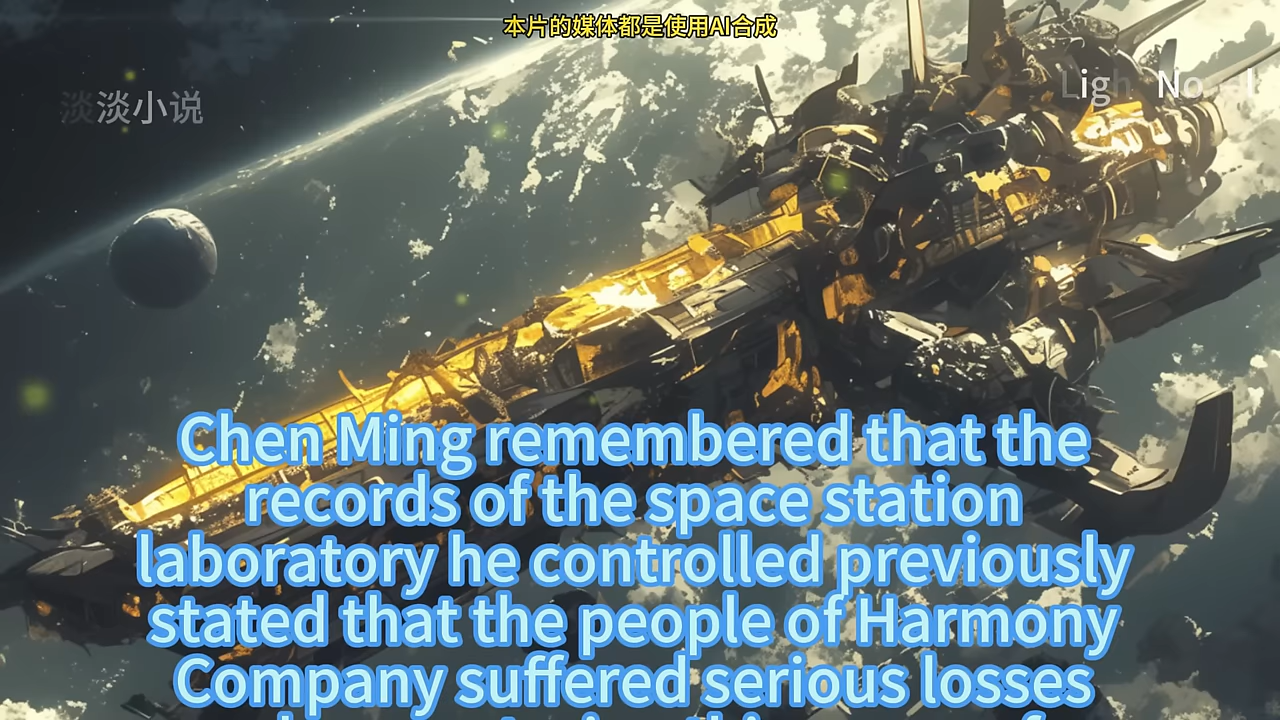 本片的媒体都是使用AI合成
淡淡小说
Chen Ming remembered that the
records of the space station
laboratory he controlled previously
stated that the people of Harmony
Company suffered serious losses